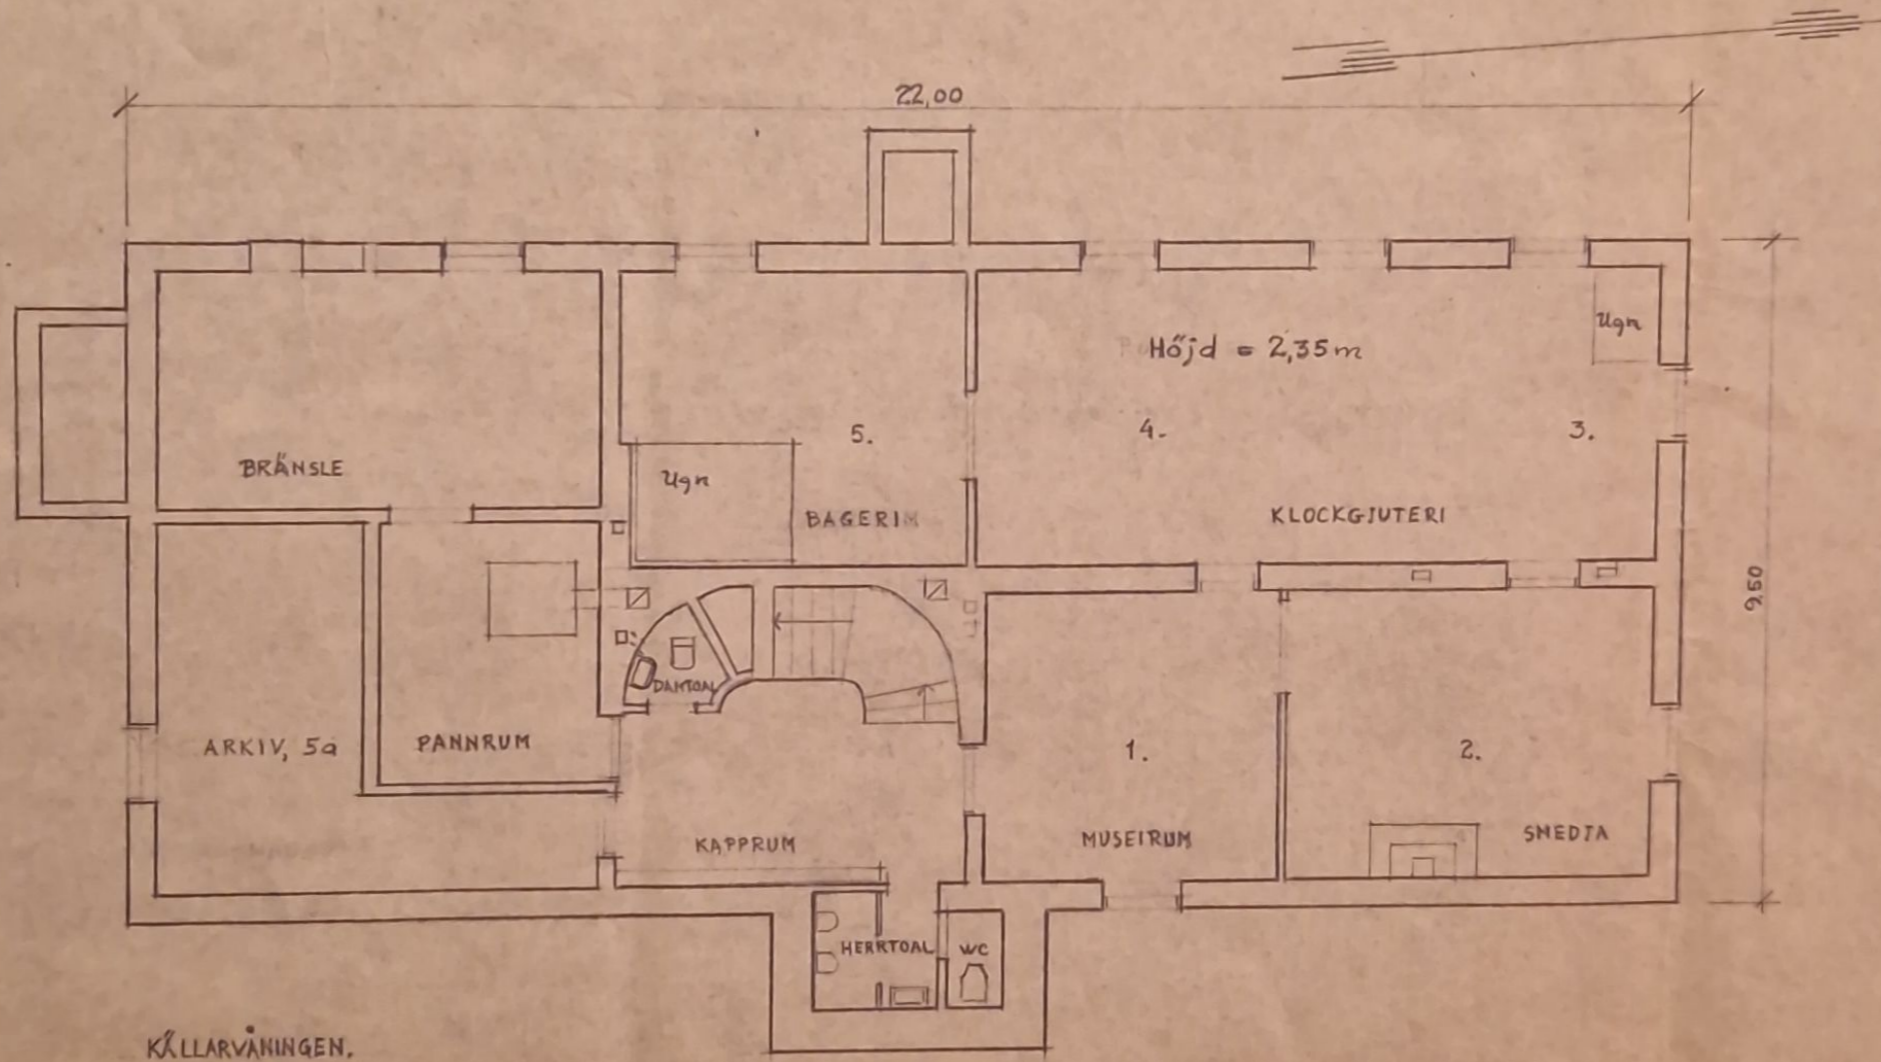 22,00
Ugn
Höjd = 2,35m
5.
4.
3.
BRÄNSLE
Ugn
BAGERI
KLOCKGJUTERI
9,50
DAMTOAL
ARKIV, 5a
PANNRUM
1.
2.
KAPPRUM
MUSEIRUM
SMEDJA
HERRTOAL
WC
KÄLLARVÅNINGEN.